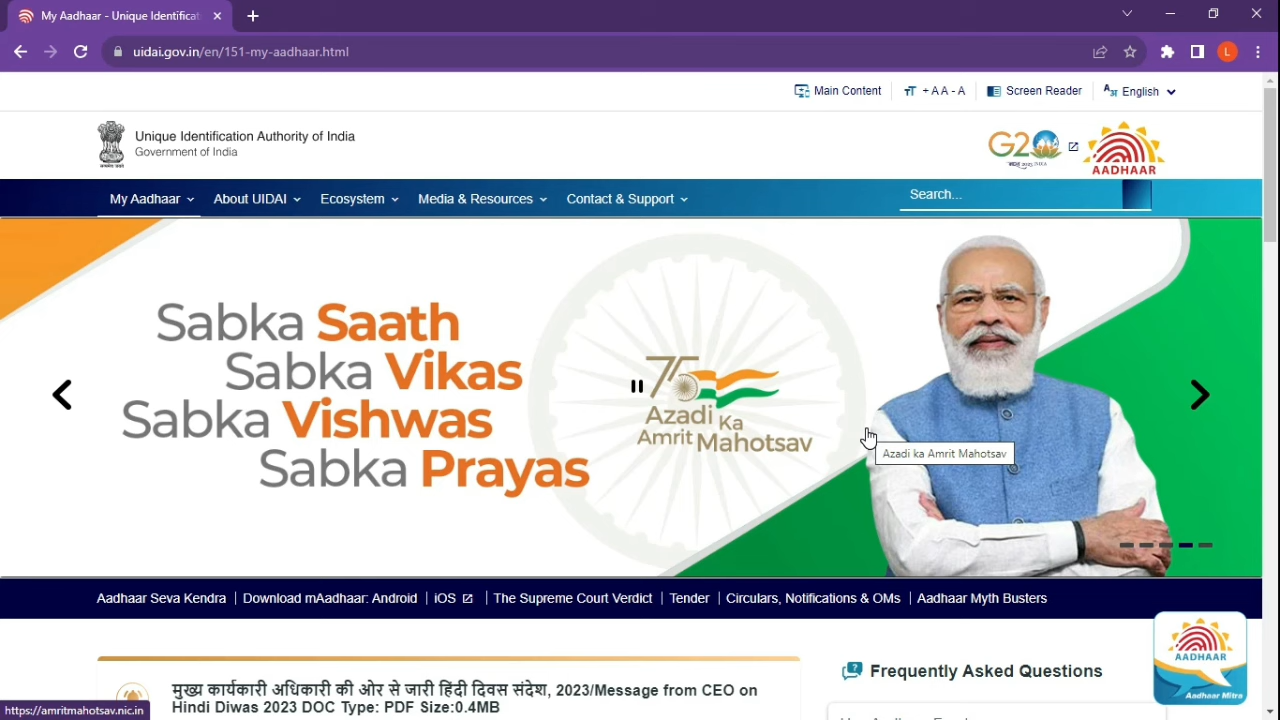 My Aadhaar - Unique Identificat
uidai.gov.in/en/151-my-aadhaar.html
L
Main Content
+ A A - A
Screen Reader
English
Unique Identification Authority of India
Government of India
G20
AADHAAR
My Aadhaar
About UIDAI
Ecosystem
Media & Resources
Contact & Support
Search...
Sabka Saath
Sabka Vikas
Sabka Vishwas
Sabka Prayas
75
Azadi Ka
Amrit Mahotsav
Azadi ka Amrit Mahotsav
Aadhaar Seva Kendra | Download mAadhaar: Android | iOS | The Supreme Court Verdict | Tender | Circulars, Notifications & OMs | Aadhaar Myth Busters
AADHAAR
Aadhaar Mitra
Frequently Asked Questions
मुख्य कार्यकारी अधिकारी की ओर से जारी हिंदी दिवस संदेश, 2023/Message from CEO on
Hindi Diwas 2023 DOC Type: PDF Size:0.4MB
https://amritmahotsav.nic.in